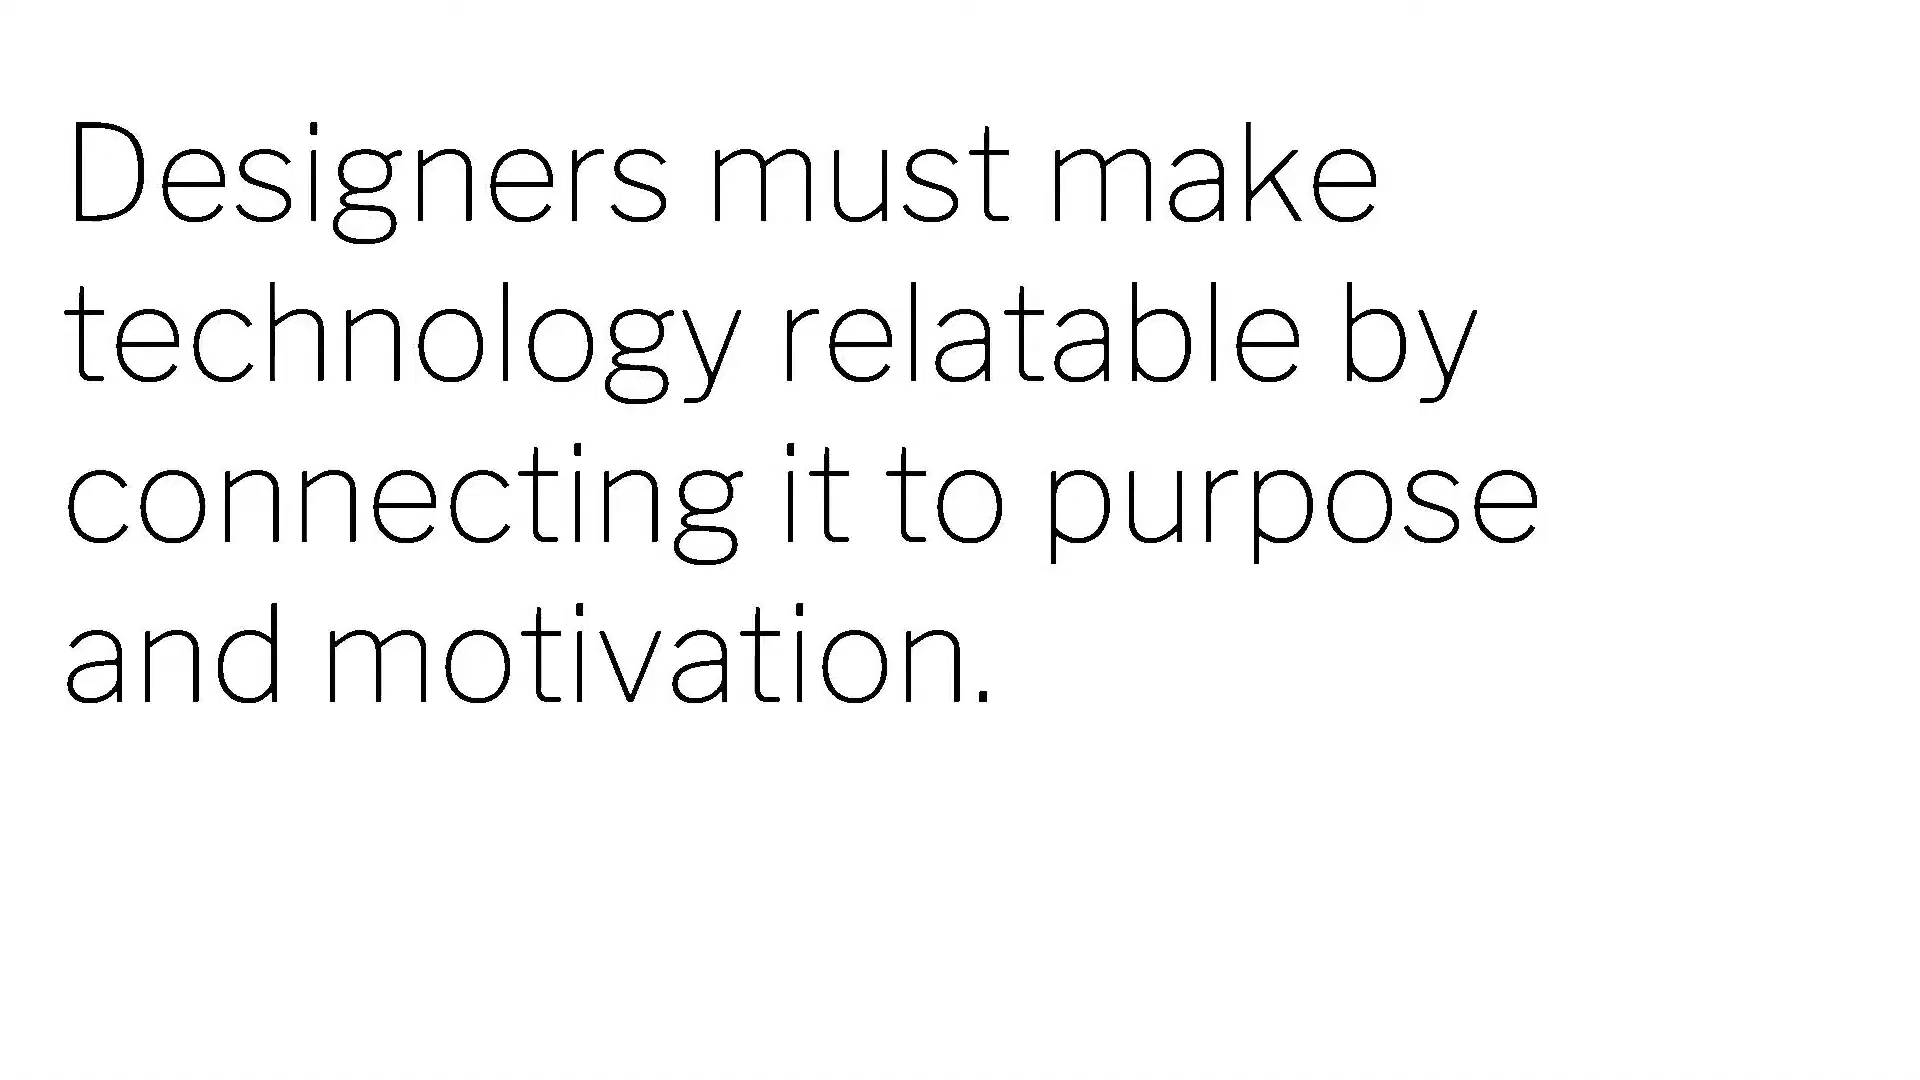 Designers must make
technology relatable by
connecting it to purpose
and motivation.